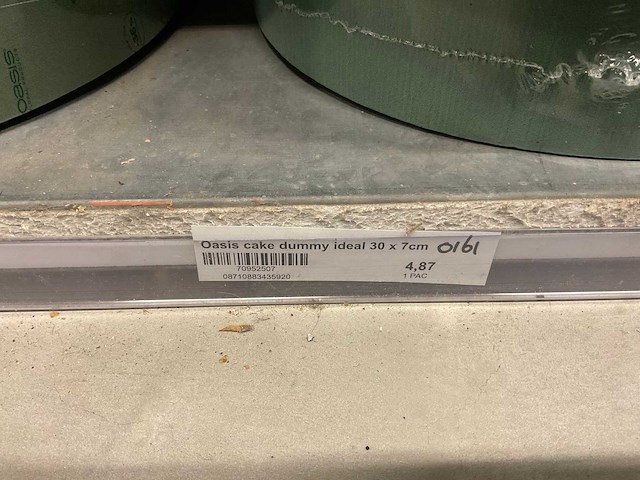 OASIS
Oasis cake dummy ideal 30 x 7cm 0161
70952507
08710883435920
4,87
1 PAC